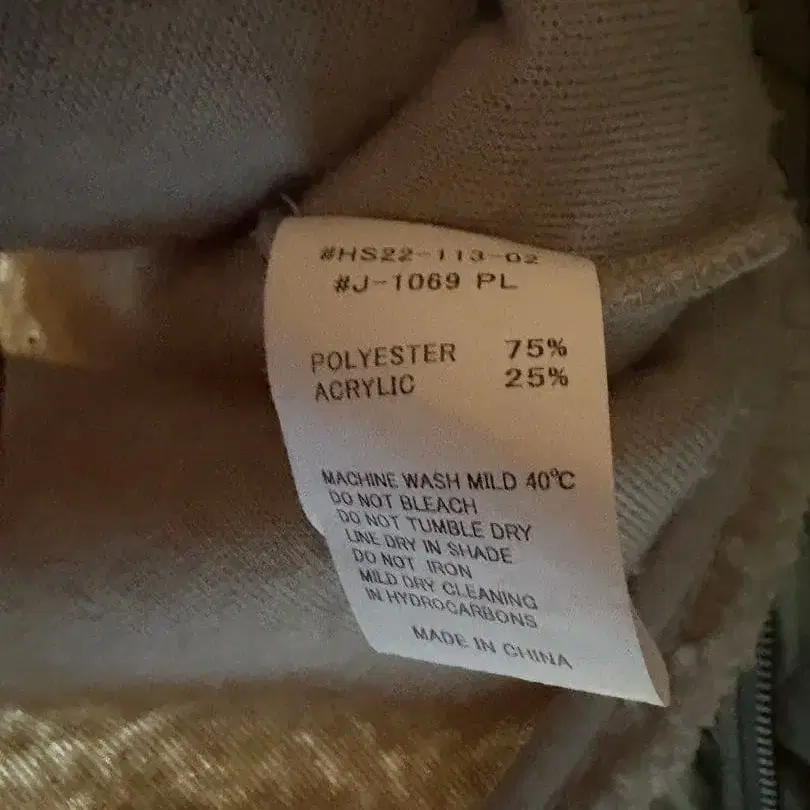 #HS22-113-02
#J-1069 PL
POLYESTER 75%
ACRYLIC 25%
MACHINE WASH MILD 40℃
DO NOT BLEACH
DO NOT TUMBLE DRY
LINE DRY IN SHADE
DO NOT IRON
MILD DRY CLEANING
IN HYDROCARBONS
MADE IN CHINA